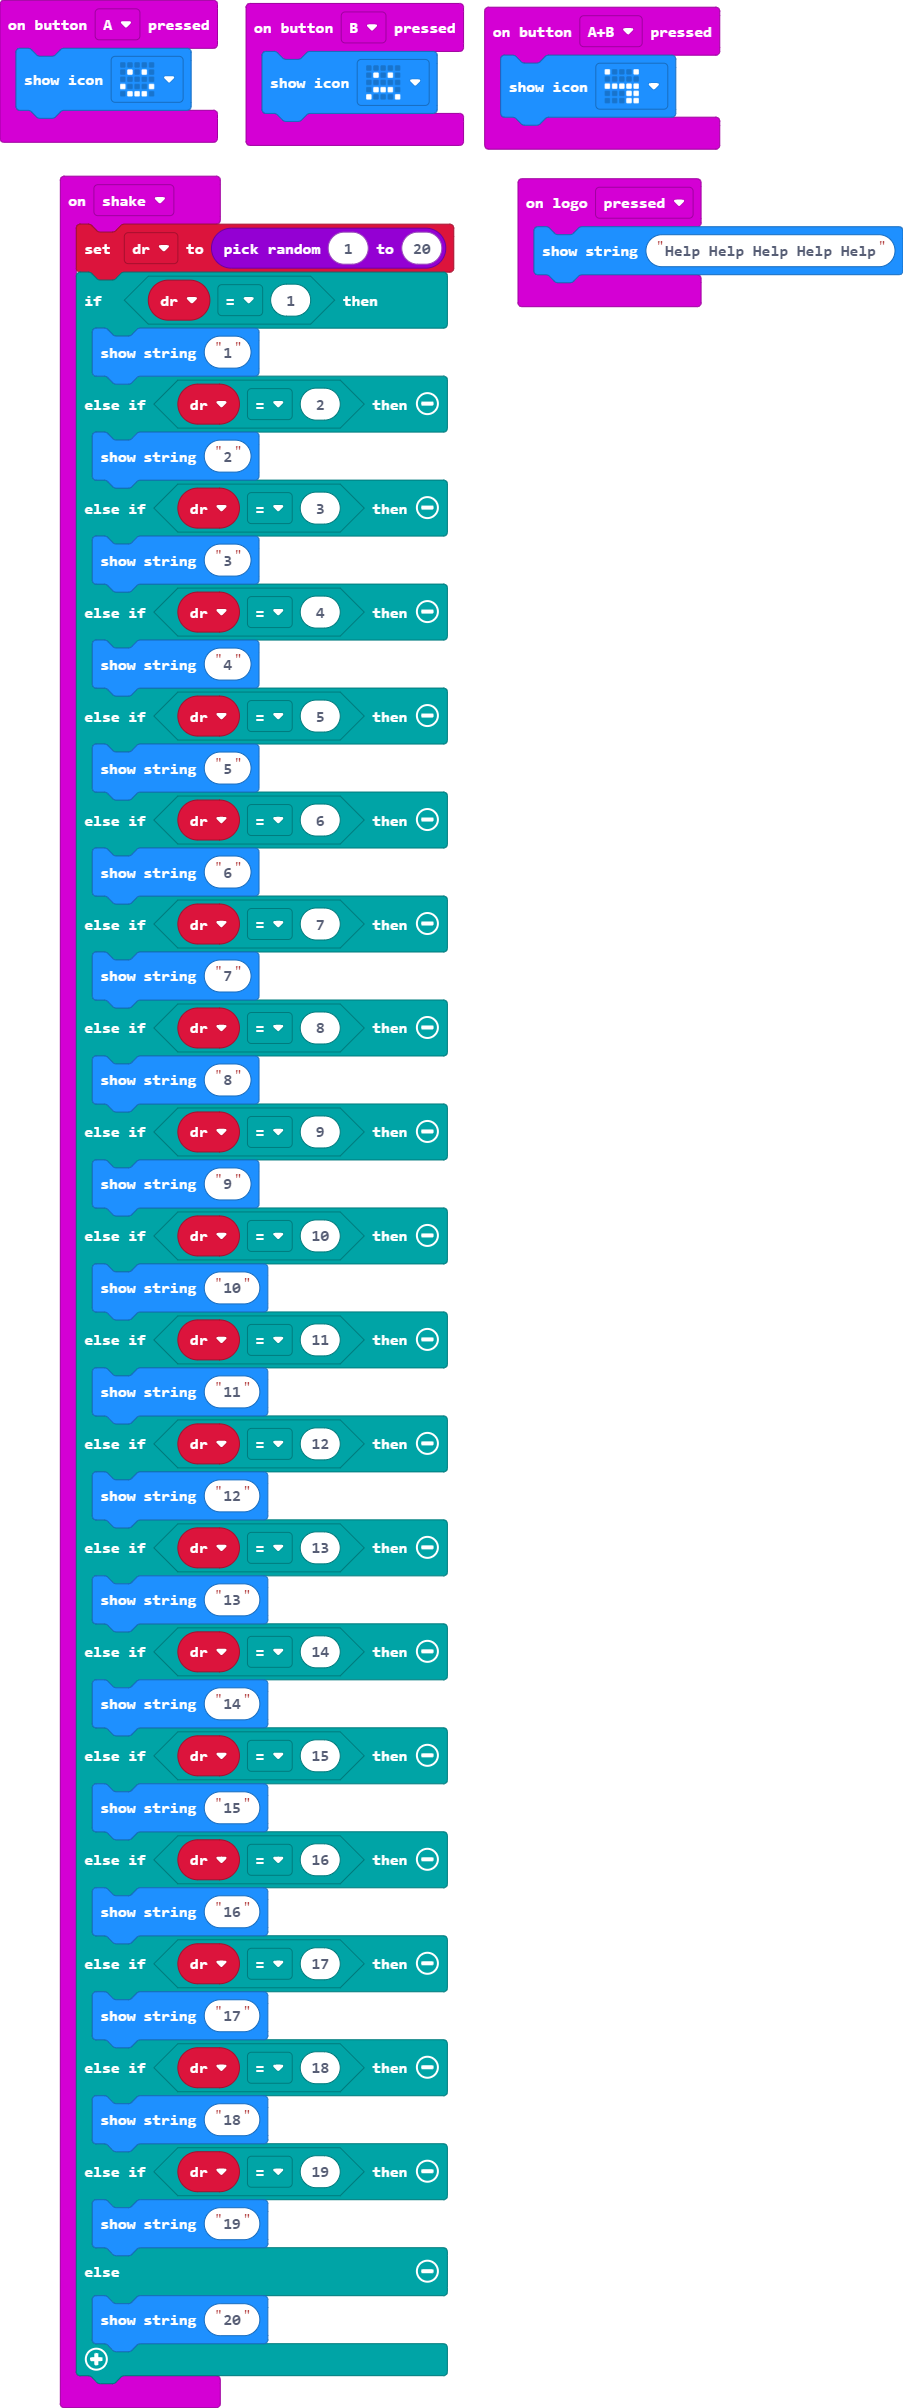 on button A pressed
show icon
on button B pressed
show icon
on button A+B pressed
show icon
on shake
set dr to pick random 1 to 20
if dr = 1 then
show string "1"
else if dr = 2 then
show string "2"
else if dr = 3 then
show string "3"
else if dr = 4 then
show string "4"
else if dr = 5 then
show string "5"
else if dr = 6 then
show string "6"
else if dr = 7 then
show string "7"
else if dr = 8 then
show string "8"
else if dr = 9 then
show string "9"
else if dr = 10 then
show string "10"
else if dr = 11 then
show string "11"
else if dr = 12 then
show string "12"
else if dr = 13 then
show string "13"
else if dr = 14 then
show string "14"
else if dr = 15 then
show string "15"
else if dr = 16 then
show string "16"
else if dr = 17 then
show string "17"
else if dr = 18 then
show string "18"
else if dr = 19 then
show string "19"
else
show string "20"
on logo pressed
show string "Help Help Help Help Help"